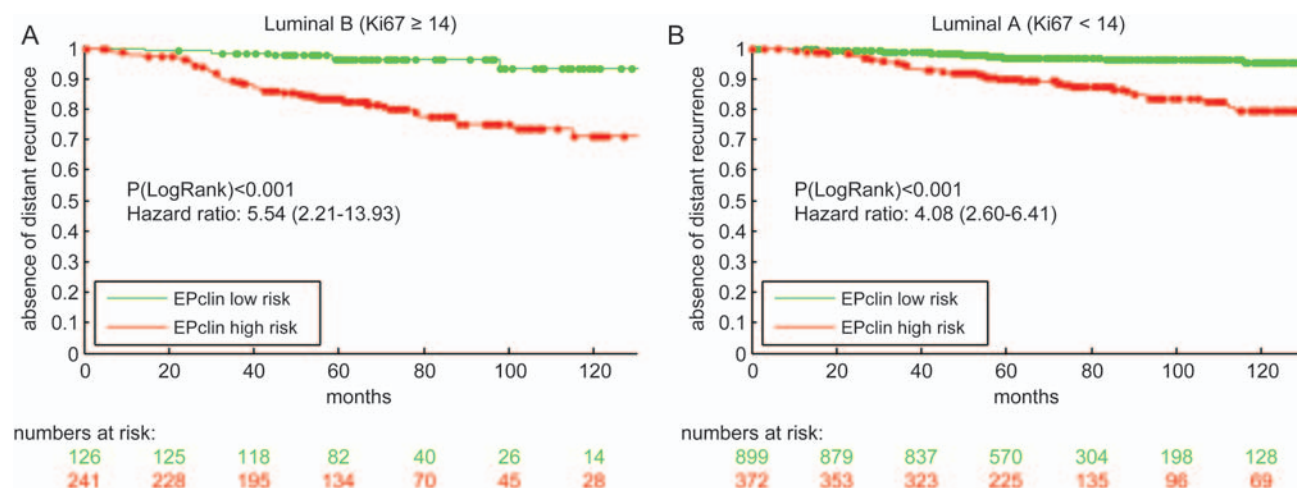 A
Luminal B (Ki67 ≥ 14)
absence of distant recurrence
1
0.9
0.8
0.7
0.6
0.5
0.4
0.3
0.2
0.1
0
P(LogRank)<0.001
Hazard ratio: 5.54 (2.21-13.93)
EPclin low risk
EPclin high risk
0 20 40 60 80 100 120
months
numbers at risk:
126 125 118 82 40 26 14
241 228 195 134 70 45 28
B
Luminal A (Ki67 < 14)
absence of distant recurrence
1
0.9
0.8
0.7
0.6
0.5
0.4
0.3
0.2
0.1
0
P(LogRank)<0.001
Hazard ratio: 4.08 (2.60-6.41)
EPclin low risk
EPclin high risk
0 20 40 60 80 100 120
months
numbers at risk:
899 879 837 570 304 198 128
372 353 323 225 135 96 69